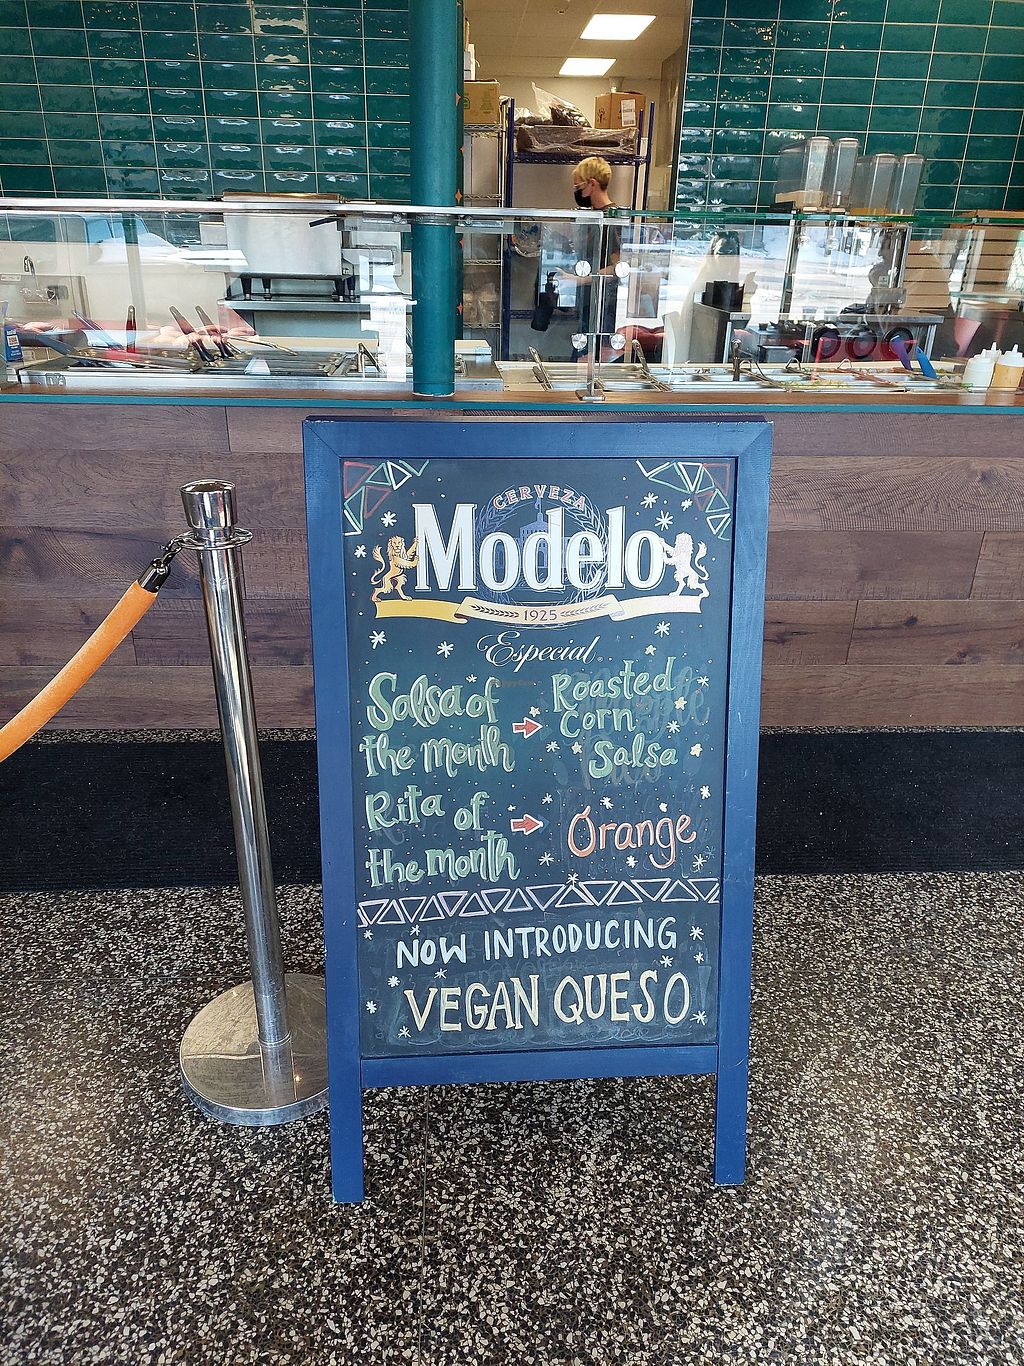 CERVEZA
Modelo
1925
Especial
Salsa of
the month
Roasted
Corn
Salsa
Rita of
the month
Orange
NOW INTRODUCING
VEGAN QUESO